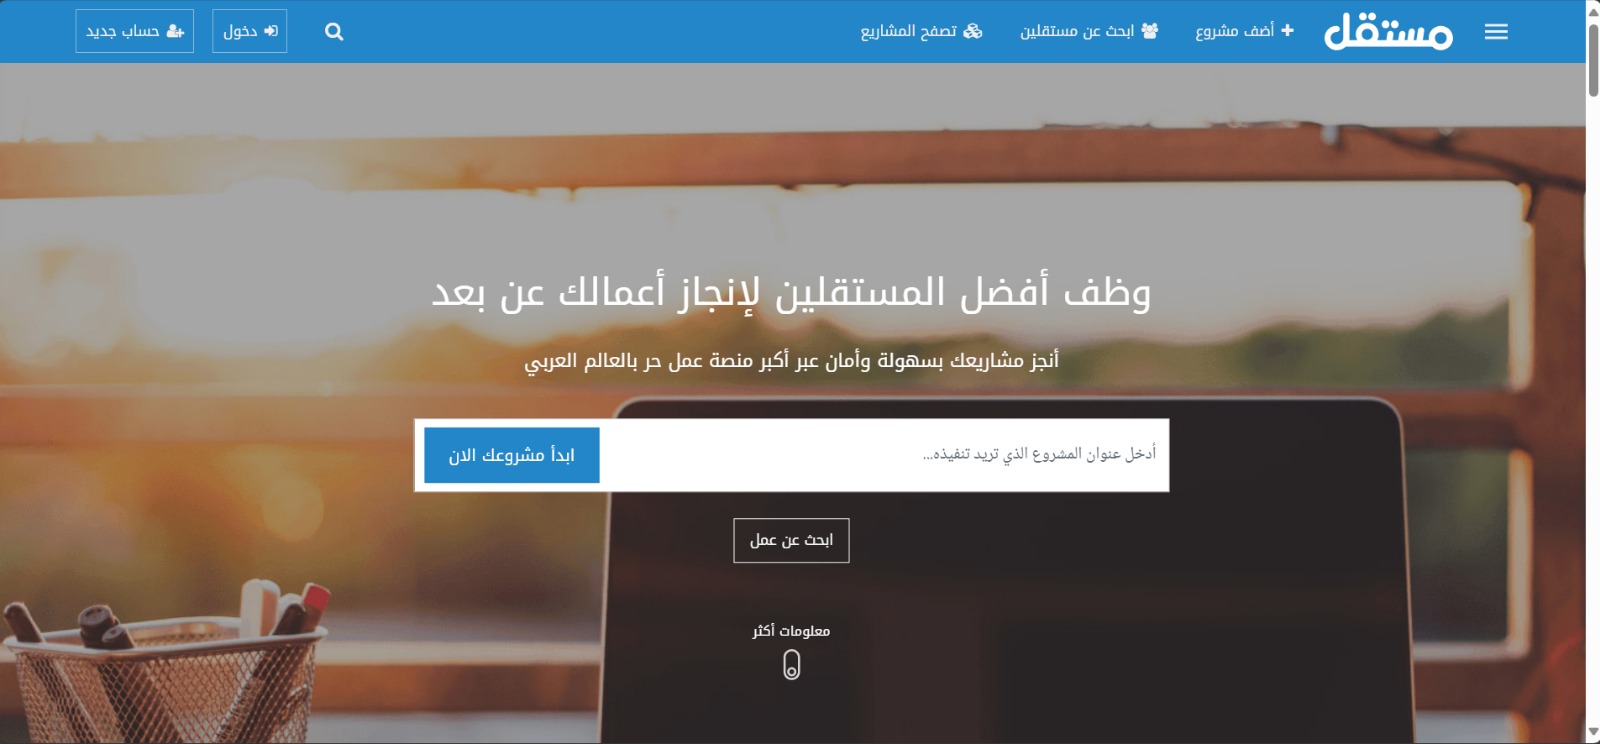 مستقل
أضف مشروع
ابحث عن مستقلين
تصفح المشاريع
دخول
حساب جديد
وظف أفضل المستقلين لإنجاز أعمالك عن بعد
أنجز مشاريعك بسهولة وأمان عبر أكبر منصة عمل حر بالعالم العربي
أدخل عنوان المشروع الذي تريد تنفيذه...
ابدأ مشروعك الان
ابحث عن عمل
معلومات أكثر